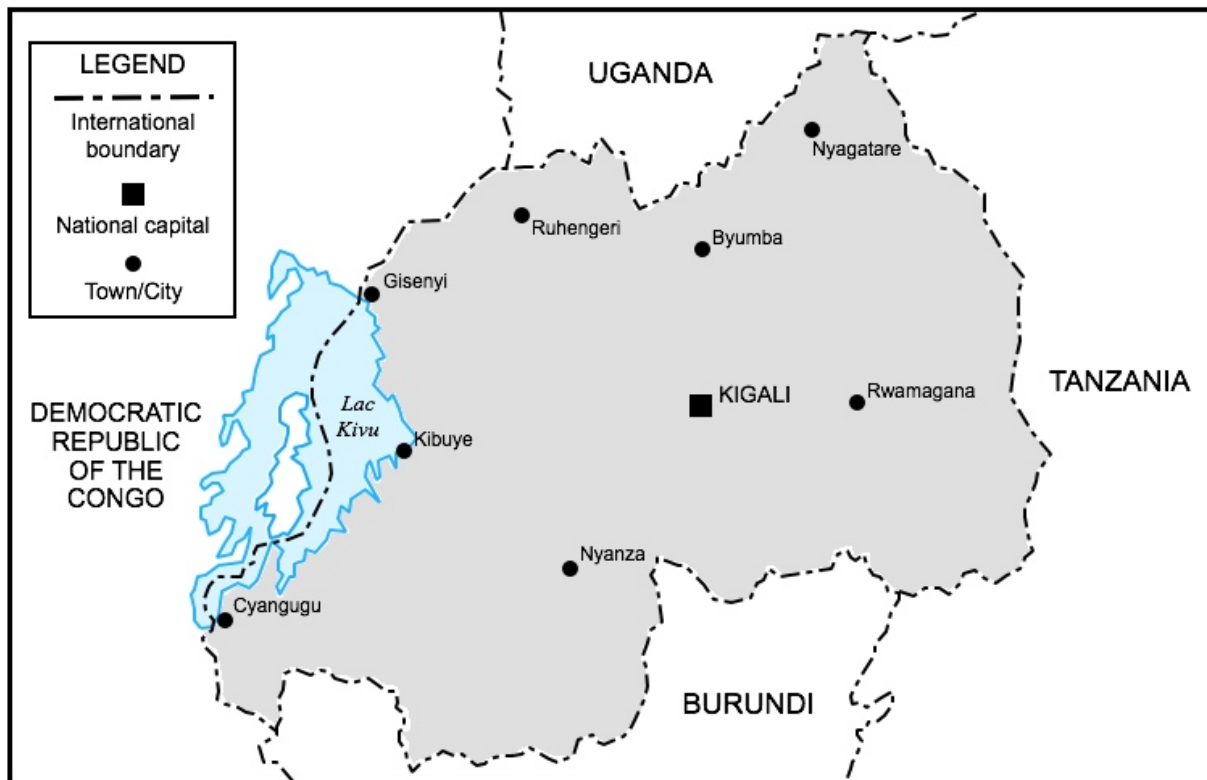 LEGEND
International
boundary
National capital
Town/City
UGANDA
Nyagatare
Ruhengeri
Byumba
Gisenyi
TANZANIA
KIGALI
Rwamagana
Lac
Kivu
DEMOCRATIC
REPUBLIC
OF THE
CONGO
Kibuye
Nyanza
Cyangugu
BURUNDI